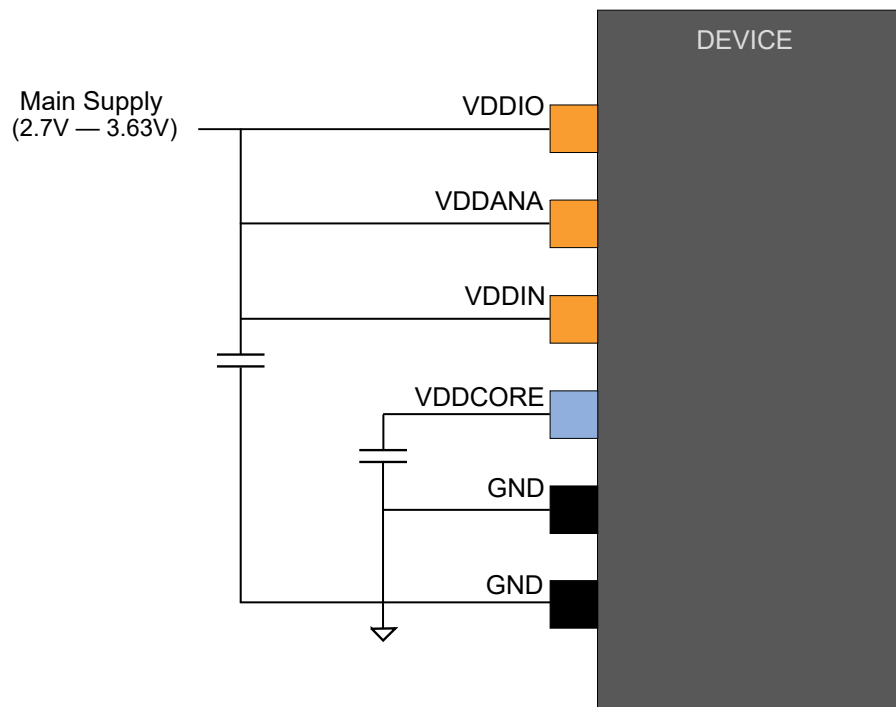 DEVICE
Main Supply
(2.7V — 3.63V)
VDDIO
VDDANA
VDDIN
VDDCORE
GND
GND